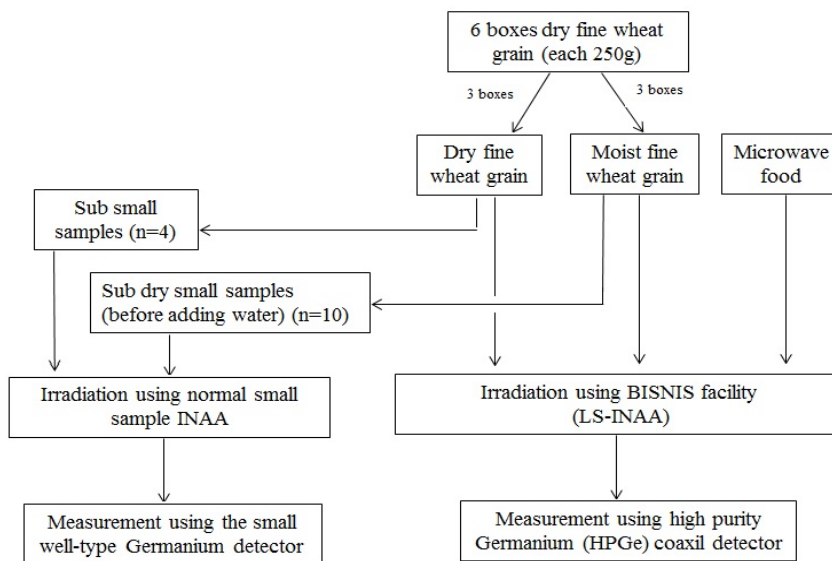 6 boxes dry fine wheat
grain (each 250g)
3 boxes
3 boxes
Dry fine
wheat grain
Moist fine
wheat grain
Microwave
food
Sub small
samples (n=4)
Sub dry small samples
(before adding water) (n=10)
Irradiation using normal small
sample INAA
Irradiation using BISNIS facility
(LS-INAA)
Measurement using the small
well-type Germanium detector
Measurement using high purity
Germanium (HPGe) coaxil detector